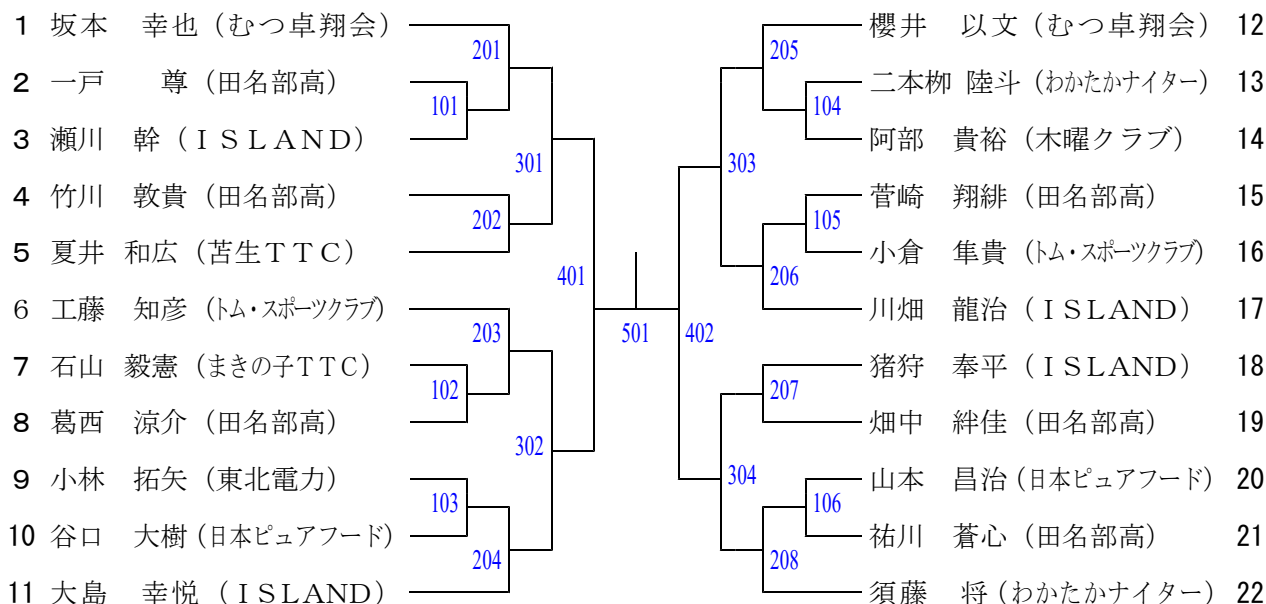 1 坂本 幸也（むつ卓翔会）
2 一戸 尊（田名部高）
3 瀬川 幹（ＩＳＬＡＮＤ）
4 竹川 敦貴（田名部高）
5 夏井 和広（苫生ＴＴＣ）
6 工藤 知彦（トム・スポーツクラブ）
7 石山 毅憲（まきの子TTC）
8 葛西 涼介（田名部高）
9 小林 拓矢（東北電力）
10 谷口 大樹（日本ピュアフード）
11 大島 幸悦（ＩＳＬＡＮＤ）
201
101
301
202
401
203
102
302
103
204
501
402
205
104
303
105
206
207
304
106
208
櫻井 以文（むつ卓翔会） 12
二本栁 陸斗（わかたかナイター） 13
阿部 貴裕（木曜クラブ） 14
菅崎 翔緋（田名部高） 15
小倉 隼貴（トム・スポーツクラブ） 16
川畑 龍治（ＩＳＬＡＮＤ） 17
猪狩 奉平（ＩＳＬＡＮＤ） 18
畑中 絆佳（田名部高） 19
山本 昌治（日本ピュアフード） 20
祐川 蒼心（田名部高） 21
須藤 将（わかたかナイター） 22